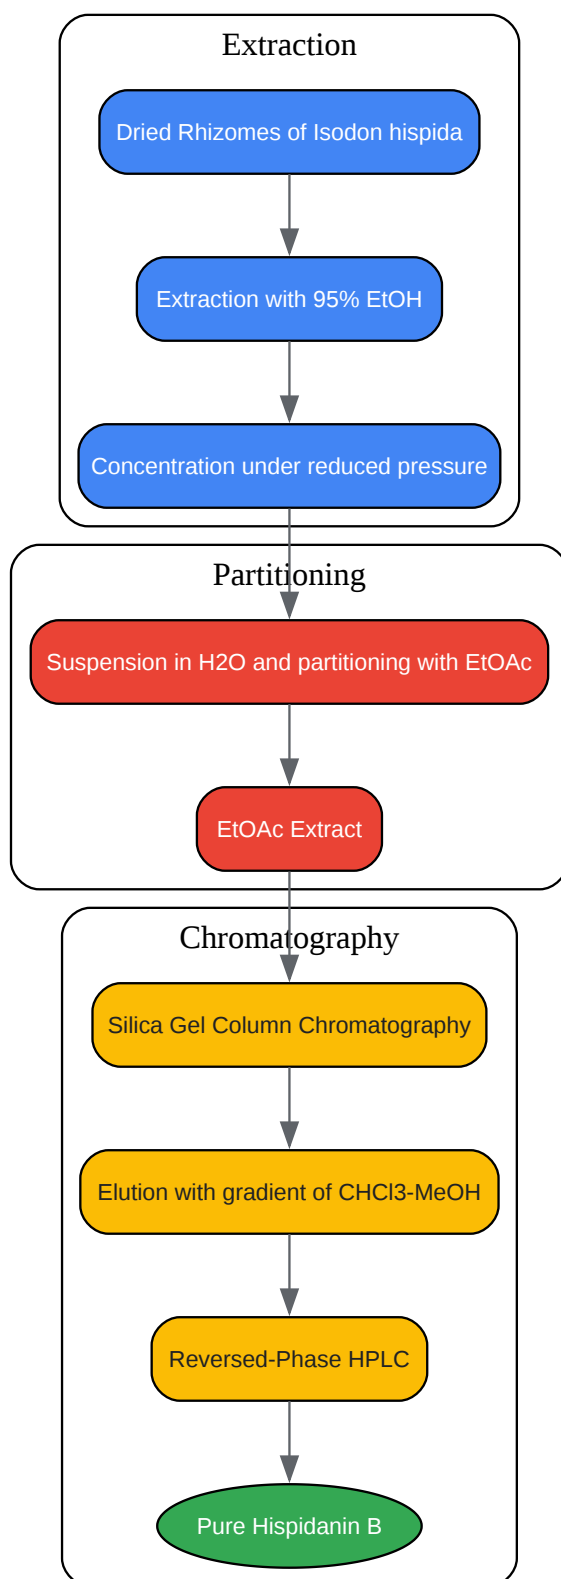 Extraction
Dried Rhizomes of Isodon hispida
Extraction with 95% EtOH
Concentration under reduced pressure
Partitioning
Suspension in H2O and partitioning with EtOAc
EtOAc Extract
Chromatography
Silica Gel Column Chromatography
Elution with gradient of CHCl3-MeOH
Reversed-Phase HPLC
Pure Hispidanin B